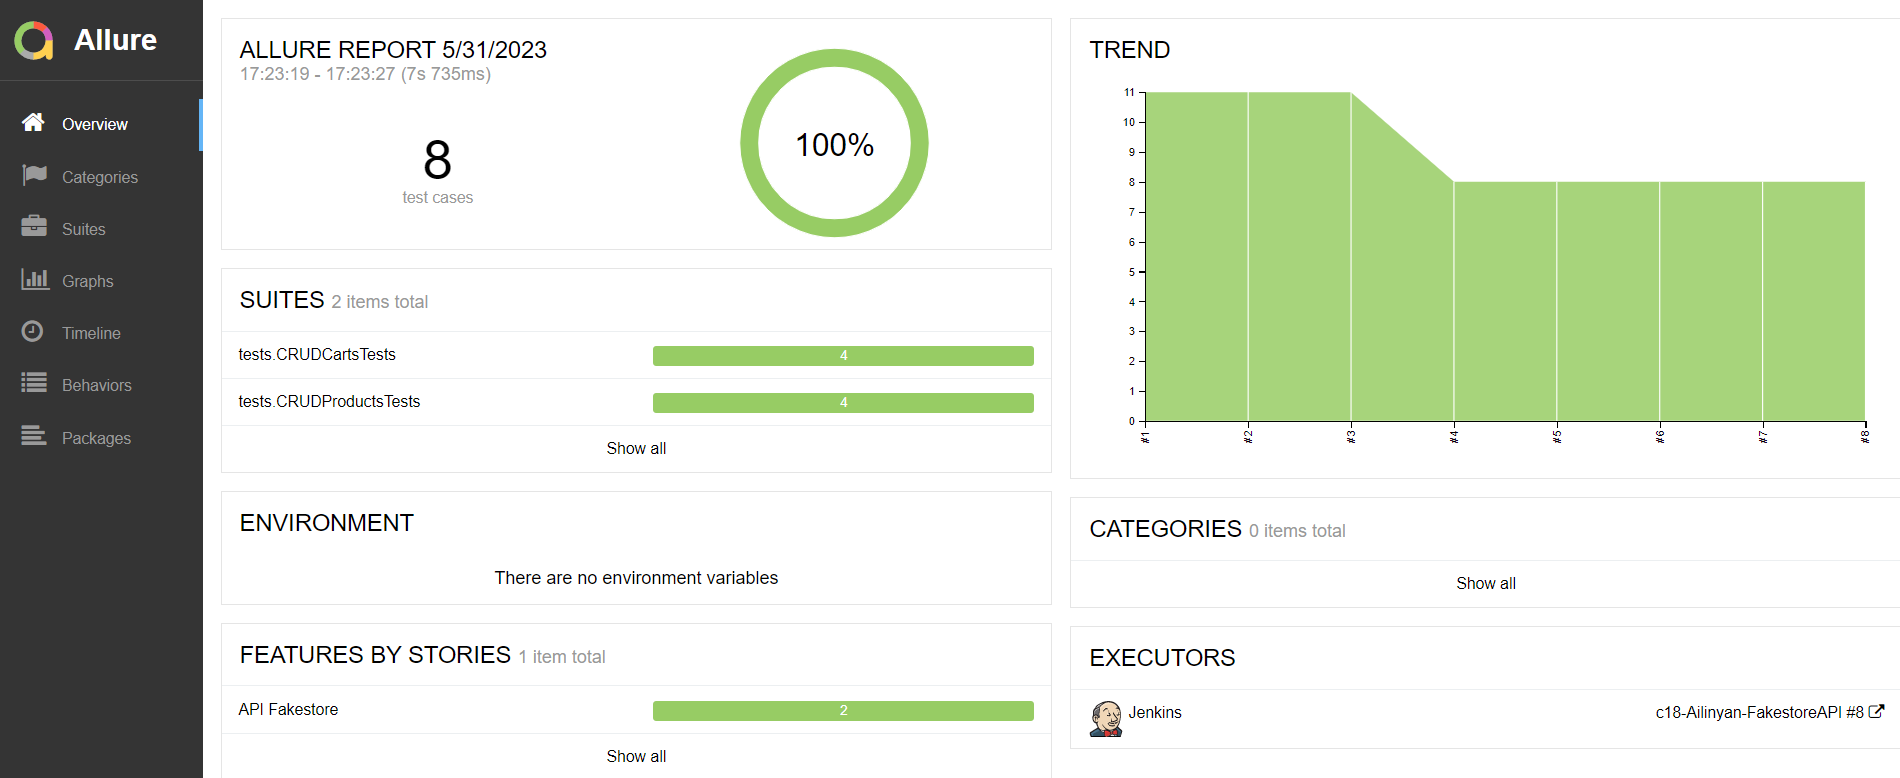 Allure
Overview
Categories
Suites
Graphs
Timeline
Behaviors
Packages
ALLURE REPORT 5/31/2023
17:23:19 - 17:23:27 (7s 735ms)
8
test cases
100%
SUITES 2 items total
tests.CRUDCartsTests 4
tests.CRUDProductsTests 4
Show all
ENVIRONMENT
There are no environment variables
FEATURES BY STORIES 1 item total
API Fakestore 2
Show all
TREND
11
10
9
8
7
6
5
4
3
2
1
0
#1 #2 #3 #4 #5 #6 #7 #8
CATEGORIES 0 items total
Show all
EXECUTORS
Jenkins c18-Ailinyan-FakestoreAPI #8